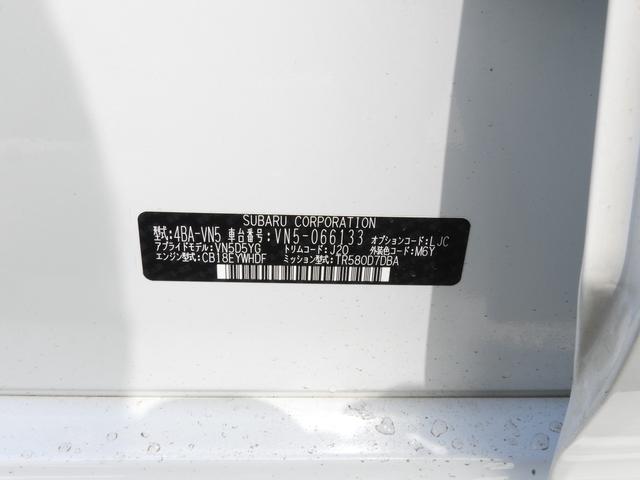 SUBARU CORPORATION
型式:4BA-VN5 車台番号:VN5-066133 オプションコード:LJC
アプライドモデル:VN5D5YG トリムコード:J20 外装色コード:M6Y
エンジン型式:CB18EYWHDF ミッション型式:TR580D7DBA